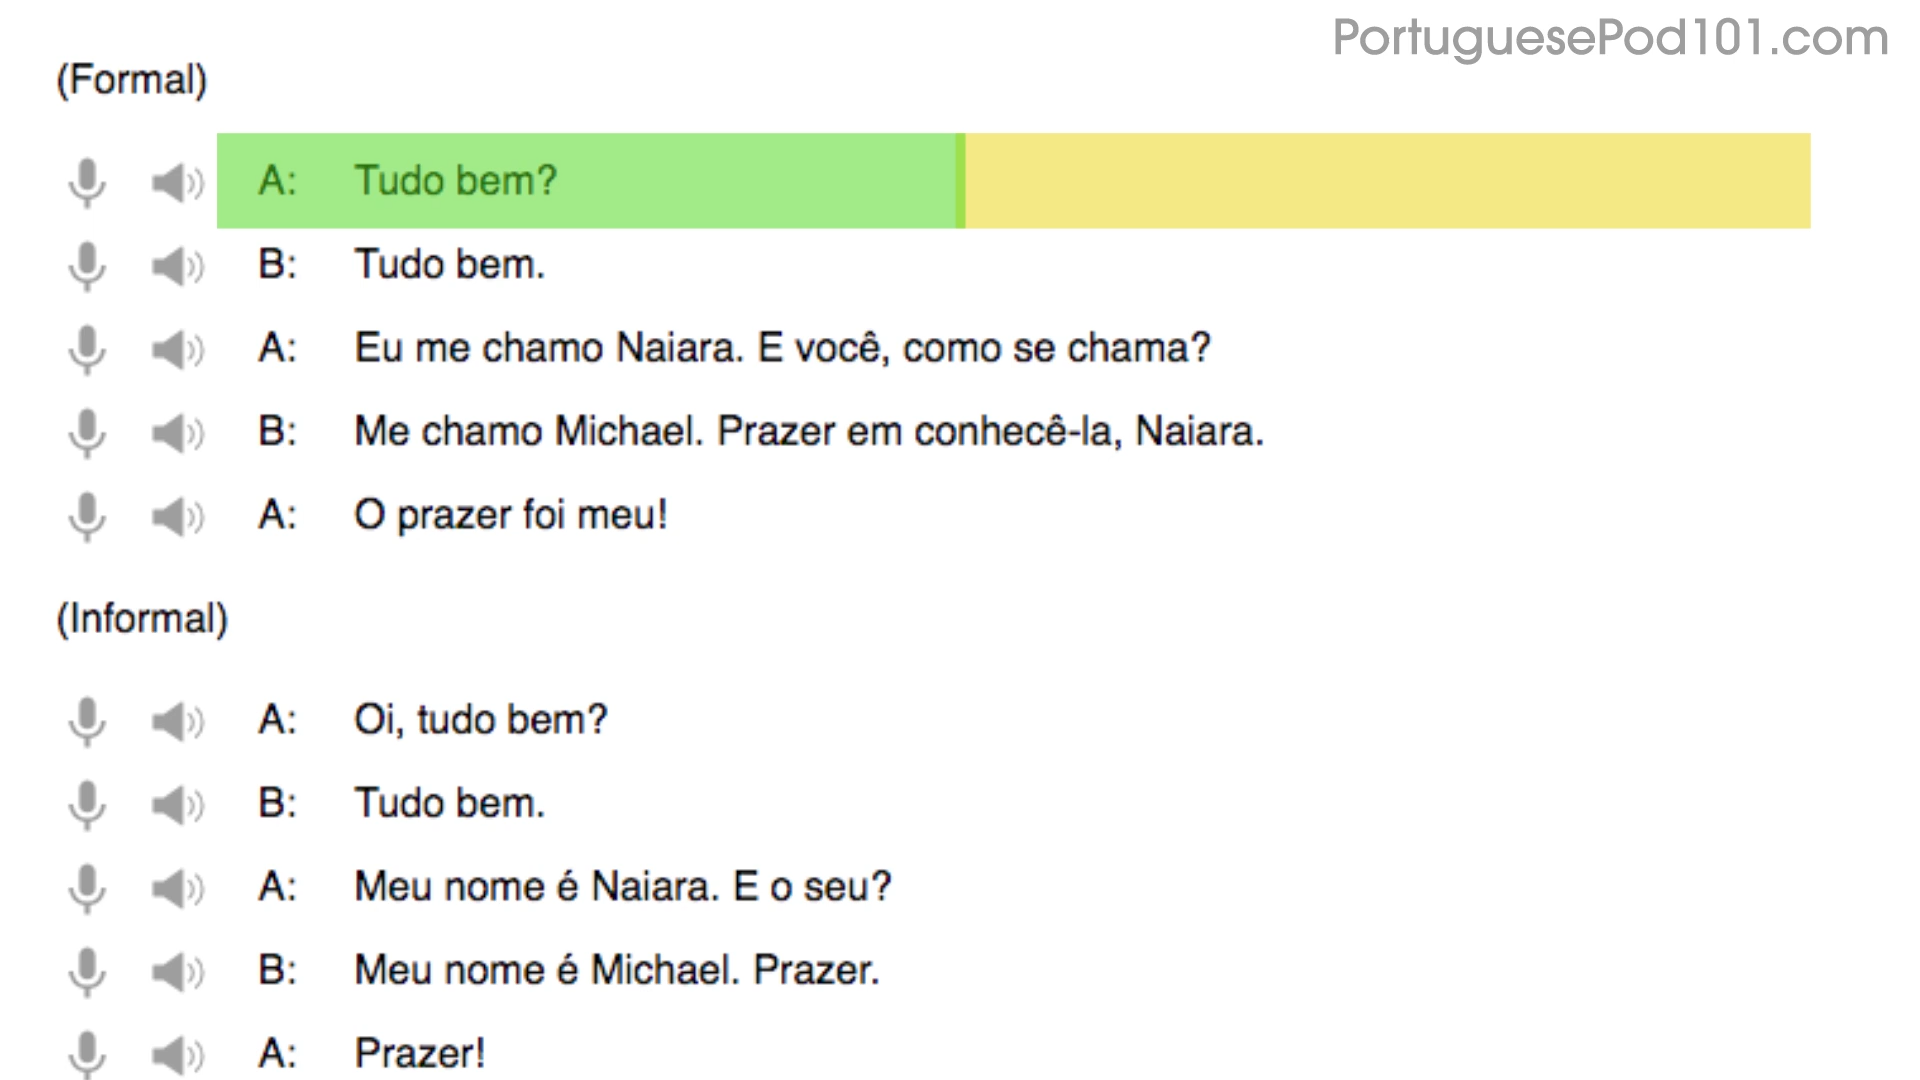 PortuguesePod101.com
(Formal)
A: Tudo bem?
B: Tudo bem.
A: Eu me chamo Naiara. E você, como se chama?
B: Me chamo Michael. Prazer em conhecê-la, Naiara.
A: O prazer foi meu!
(Informal)
A: Oi, tudo bem?
B: Tudo bem.
A: Meu nome é Naiara. E o seu?
B: Meu nome é Michael. Prazer.
A: Prazer!